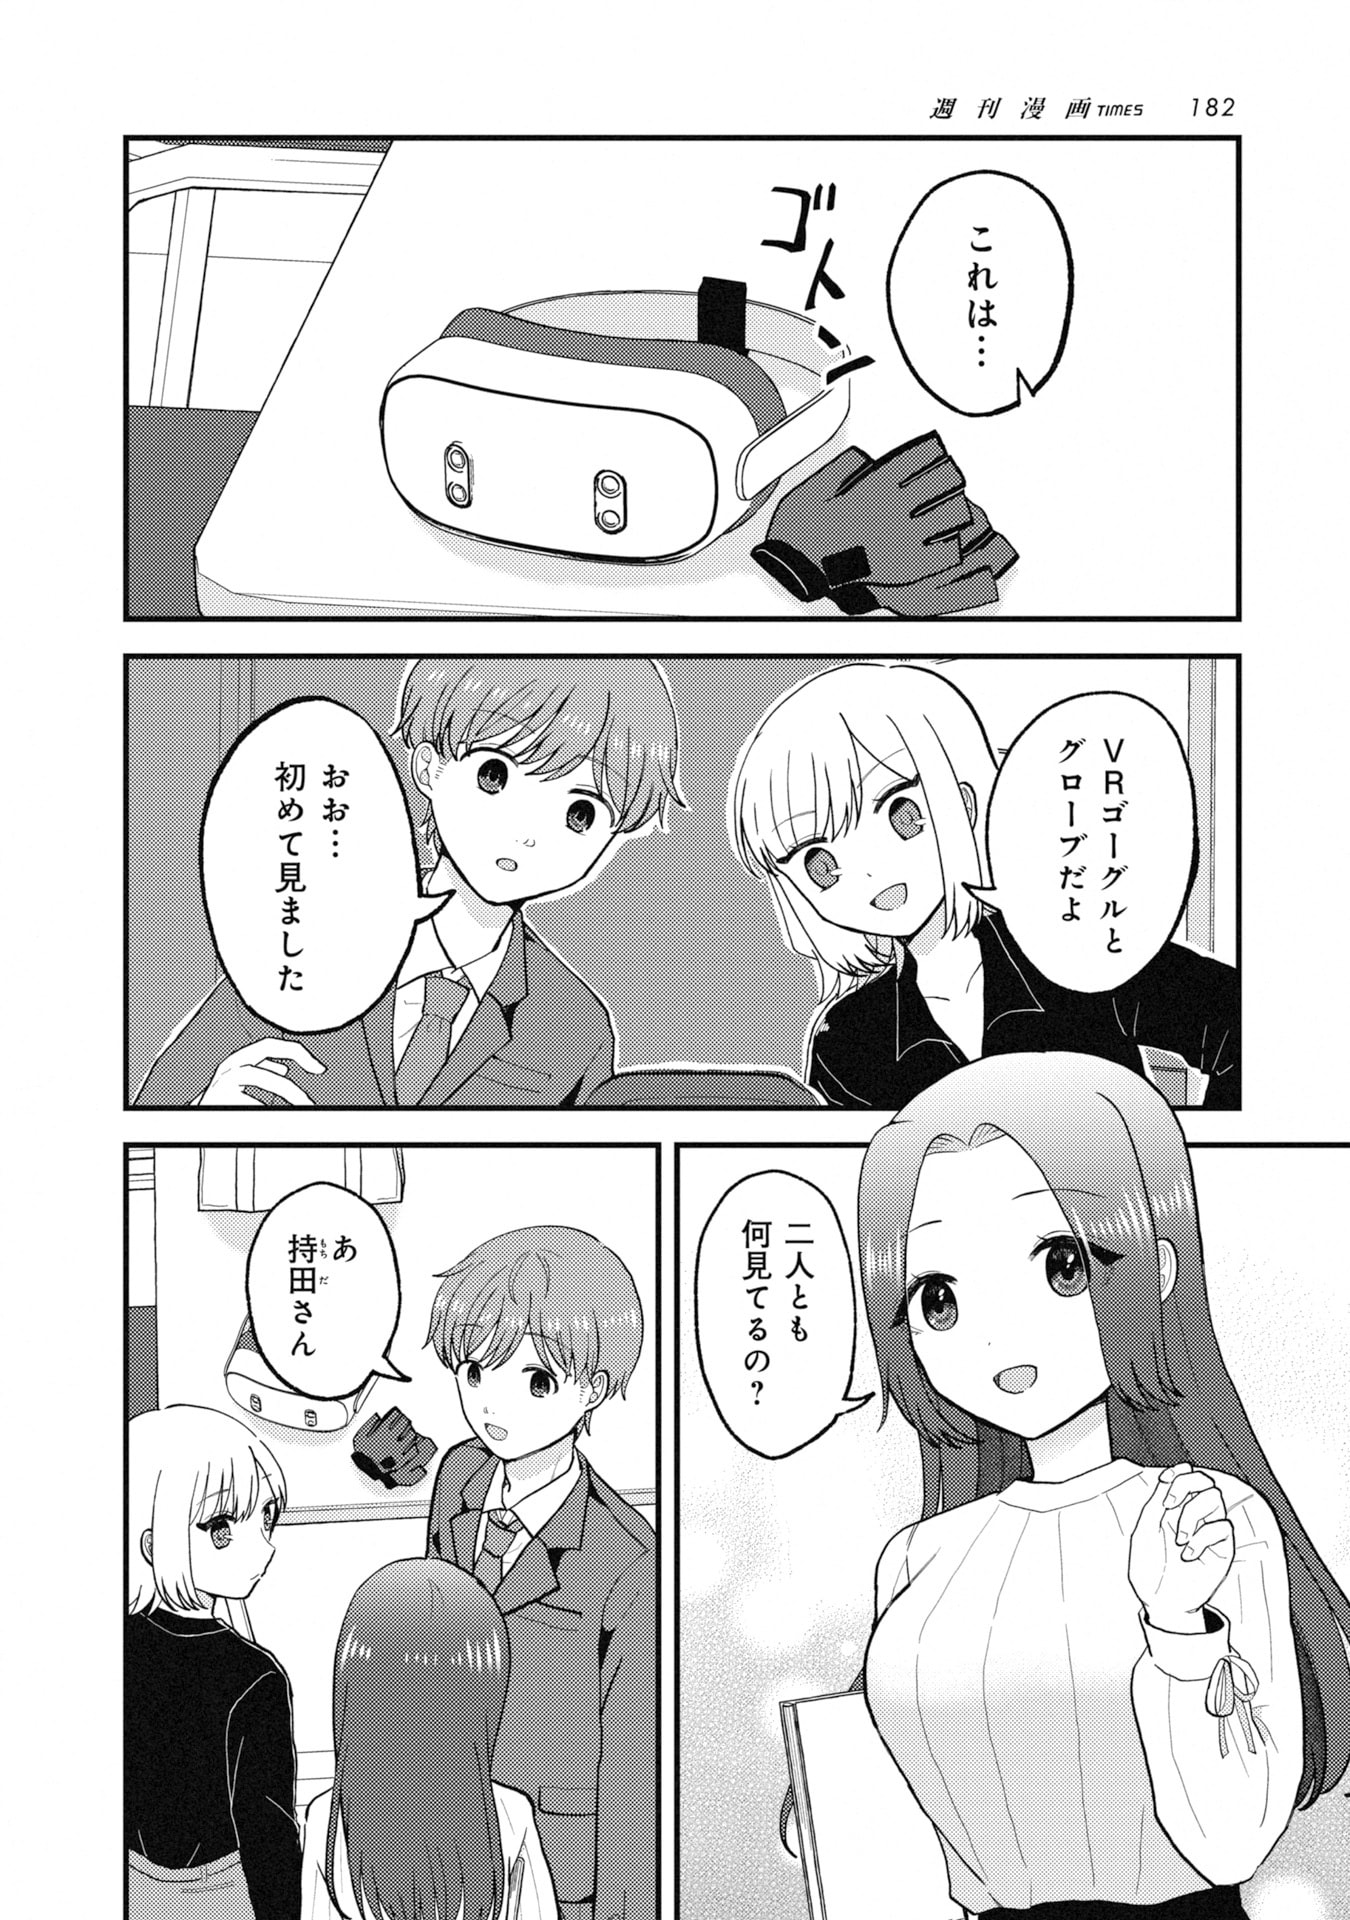 週刊漫画TIMES 182
これは…
ゴトン
VRゴーグルと
グローブだよ
おお…
初めて見ました
二人とも
何見てるの?
あ
持田さん
もちだ